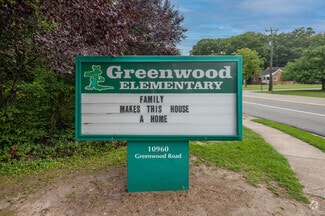 Greenwood
ELEMENTARY
FAMILY
MAKES THIS HOUSE
A HOME
10960
Greenwood Road